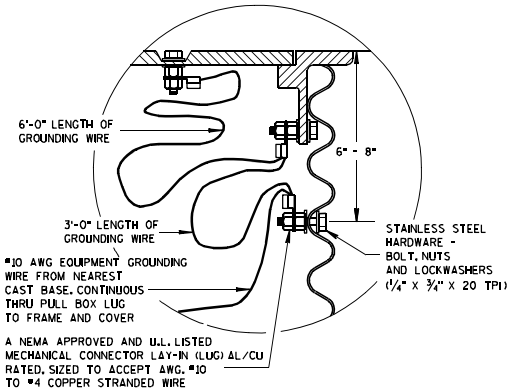 6'-0" LENGTH OF
GROUNDING WIRE
6" - 8"
3'-0" LENGTH OF
GROUNDING WIRE
STAINLESS STEEL
HARDWARE -
BOLT, NUTS
AND LOCKWASHERS
(1/4" X 3/4" X 20 TPI)
#10 AWG EQUIPMENT GROUNDING
WIRE FROM NEAREST
CAST BASE. CONTINUOUS
THRU PULL BOX LUG
TO FRAME AND COVER
A NEMA APPROVED AND U.L. LISTED
MECHANICAL CONNECTOR LAY-IN (LUG) AL/CU
RATED, SIZED TO ACCEPT AWG. #10
TO #4 COPPER STRANDED WIRE